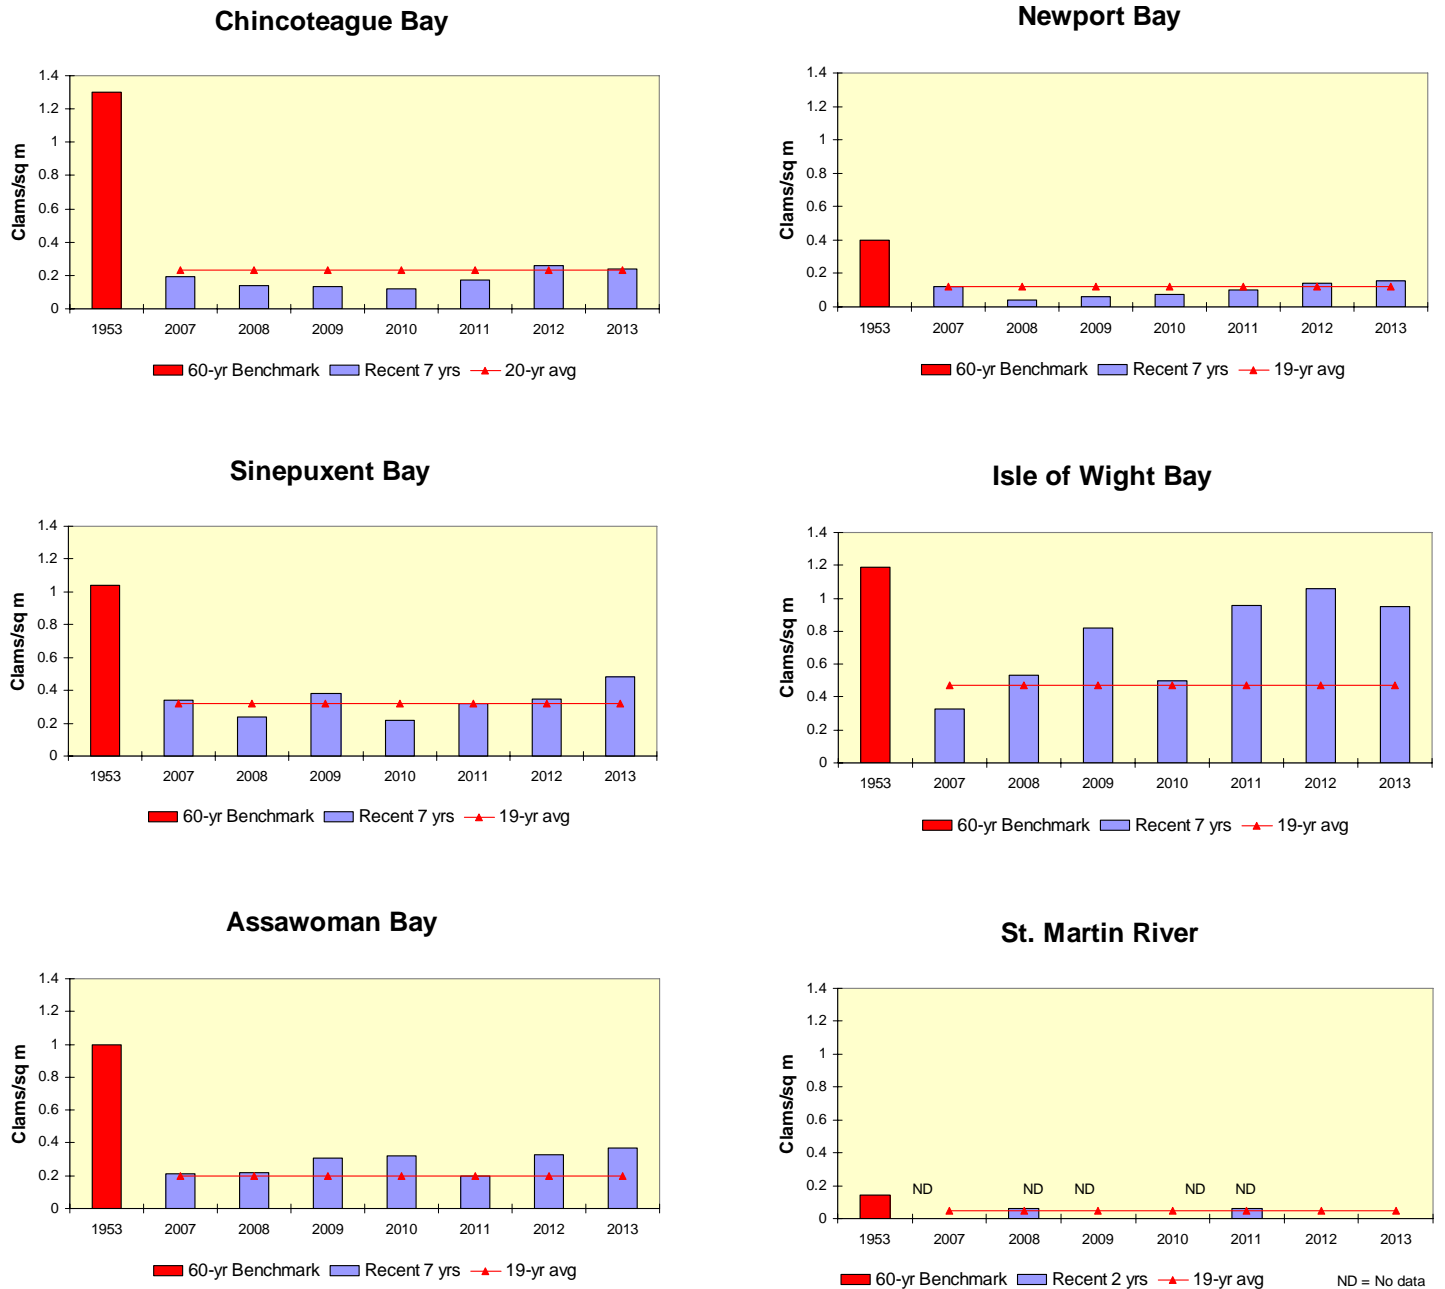 Chincoteague Bay
Clams/sq m
1.4
1.2
1
0.8
0.6
0.4
0.2
0
1953 2007 2008 2009 2010 2011 2012 2013
60-yr Benchmark Recent 7 yrs 20-yr avg
Newport Bay
Clams/sq m
1.4
1.2
1
0.8
0.6
0.4
0.2
0
1953 2007 2008 2009 2010 2011 2012 2013
60-yr Benchmark Recent 7 yrs 19-yr avg
Sinepuxent Bay
Clams/sq m
1.4
1.2
1
0.8
0.6
0.4
0.2
0
1953 2007 2008 2009 2010 2011 2012 2013
60-yr Benchmark Recent 7 yrs 19-yr avg
Isle of Wight Bay
Clams/sq m
1.4
1.2
1
0.8
0.6
0.4
0.2
0
1953 2007 2008 2009 2010 2011 2012 2013
60-yr Benchmark Recent 7 yrs 19-yr avg
Assawoman Bay
Clams/sq m
1.4
1.2
1
0.8
0.6
0.4
0.2
0
1953 2007 2008 2009 2010 2011 2012 2013
60-yr Benchmark Recent 7 yrs 19-yr avg
St. Martin River
Clams/sq m
1.4
1.2
1
0.8
0.6
0.4
0.2
0
ND ND ND ND ND
1953 2007 2008 2009 2010 2011 2012 2013
60-yr Benchmark Recent 2 yrs 19-yr avg
ND = No data